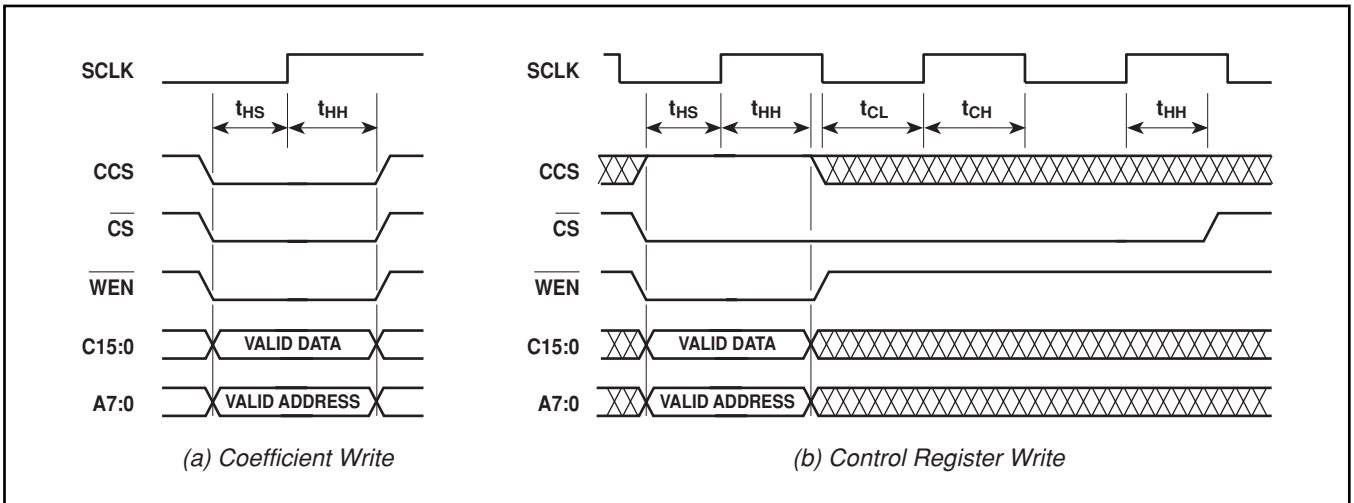 SCLK
tHS tHH
CCS
CS
WEN
C15:0 VALID DATA
A7:0 VALID ADDRESS
(a) Coefficient Write
SCLK
tHS tHH tCL tCH tHH
CCS
CS
WEN
C15:0 VALID DATA
A7:0 VALID ADDRESS
(b) Control Register Write